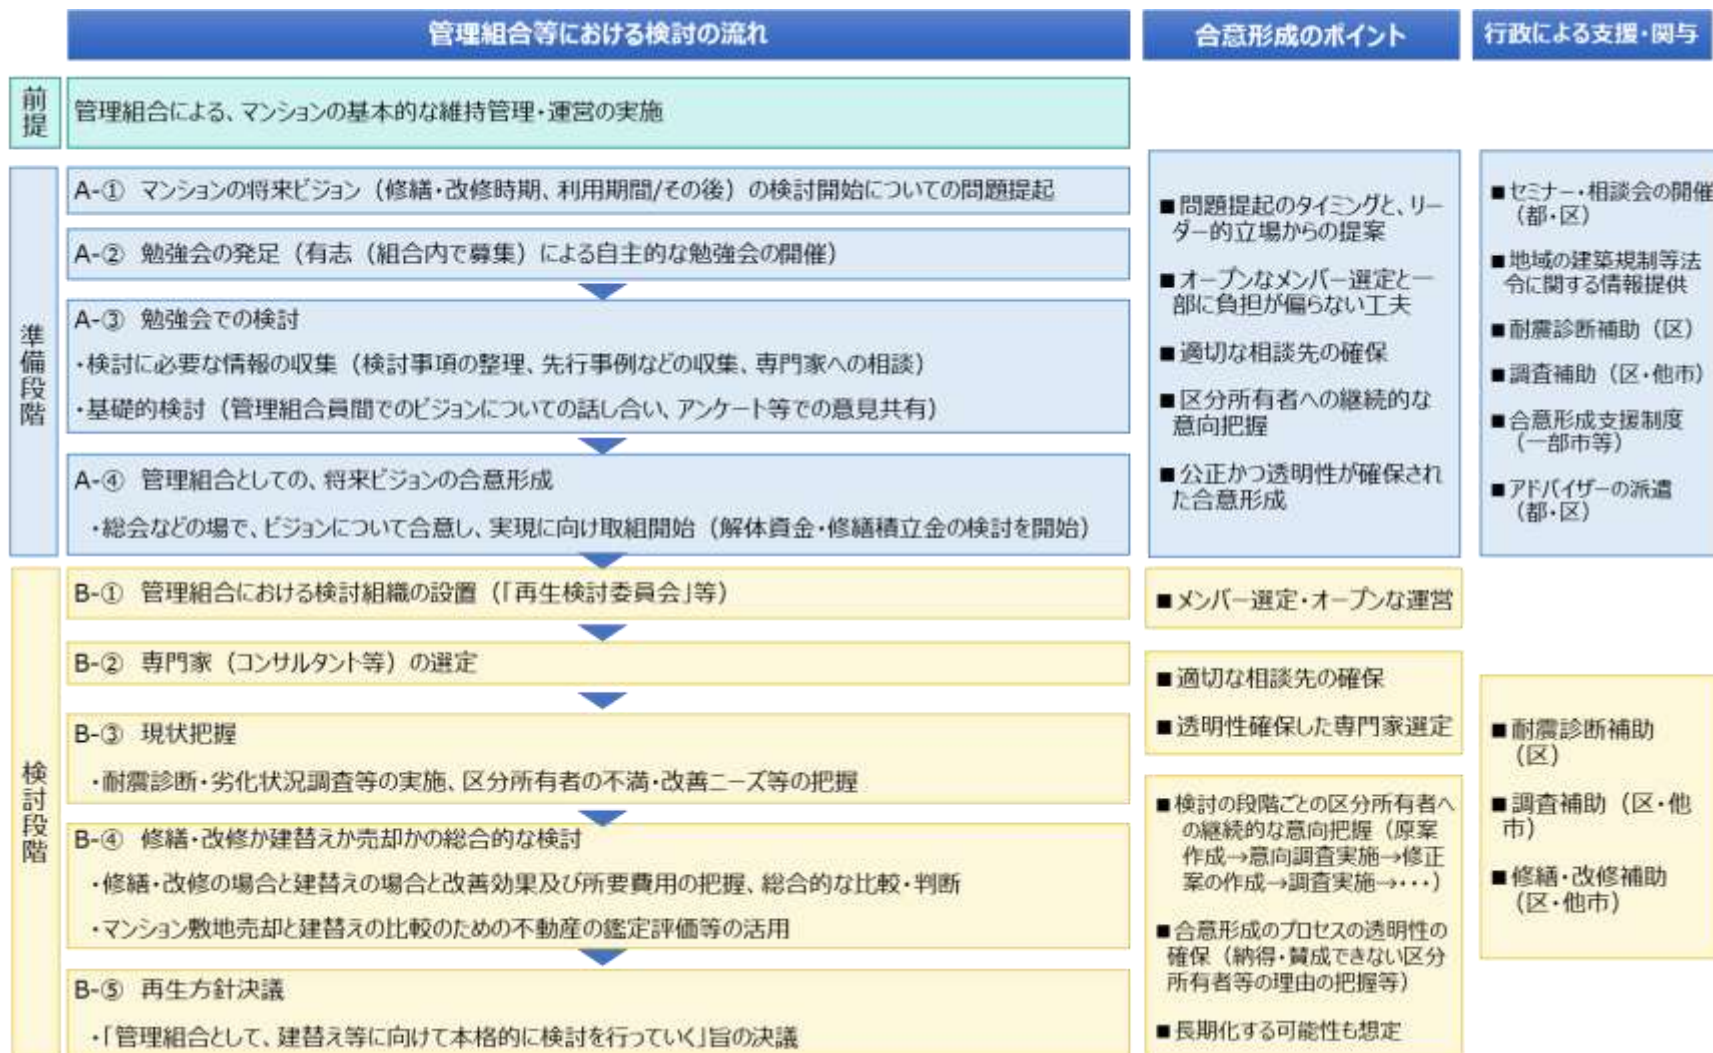 管理組合等における検討の流れ
合意形成のポイント
行政による支援・関与
前提
管理組合による、マンションの基本的な維持管理・運営の実施
準備段階
A-① マンションの将来ビジョン（修繕・改修時期、利用期間/その後）の検討開始についての問題提起
A-② 勉強会の発足（有志（組合内で募集）による自主的な勉強会の開催）
A-③ 勉強会での検討
・検討に必要な情報の収集（検討事項の整理、先行事例などの収集、専門家への相談）
・基礎的検討（管理組合員間でのビジョンについての話し合い、アンケート等での意見共有）
A-④ 管理組合としての、将来ビジョンの合意形成
・総会などの場で、ビジョンについて合意し、実現に向け取組開始（解体資金・修繕積立金の検討を開始）
■問題提起のタイミングと、リー
ダー的立場からの提案
■オープンなメンバー選定と一
部に負担が偏らない工夫
■適切な相談先の確保
■区分所有者への継続的な
意向把握
■公正かつ透明性が確保され
た合意形成
■セミナー・相談会の開催
（都・区）
■地域の建築規制等法
令に関する情報提供
■耐震診断補助（区）
■調査補助（区・他市）
■合意形成支援制度
（一部市等）
■アドバイザーの派遣
（都・区）
検討段階
B-① 管理組合における検討組織の設置（「再生検討委員会」等）
B-② 専門家（コンサルタント等）の選定
B-③ 現状把握
・耐震診断・劣化状況調査等の実施、区分所有者の不満・改善ニーズ等の把握
B-④ 修繕・改修か建替えか売却かの総合的な検討
・修繕・改修の場合と建替えの場合と改善効果及び所要費用の把握、総合的な比較・判断
・マンション敷地売却と建替えの比較のための不動産の鑑定評価等の活用
B-⑤ 再生方針決議
・「管理組合として、建替え等に向けて本格的に検討を行っていく」旨の決議
■メンバー選定・オープンな運営
■適切な相談先の確保
■透明性確保した専門家選定
■検討の段階ごとの区分所有者へ
の継続的な意向把握（原案
作成→意向調査実施→修正
案の作成→調査実施→・・・）
■合意形成のプロセスの透明性の
確保（納得・賛成できない区分
所有者等の理由の把握等）
■長期化する可能性も想定
■耐震診断補助
（区）
■調査補助（区・他
市）
■修繕・改修補助
（区・他市）